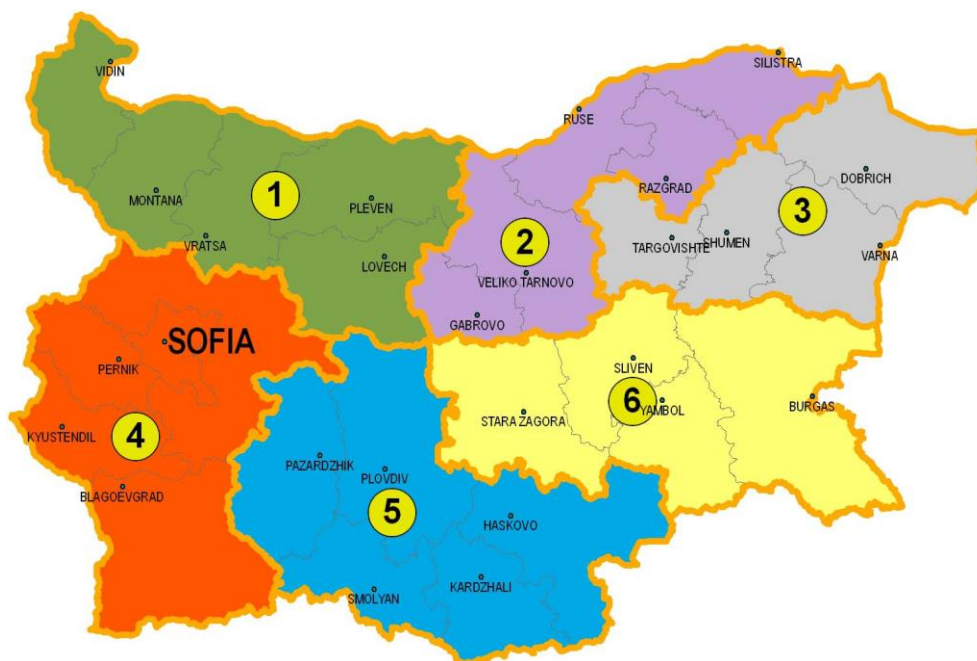 VIDIN
MONTANA
1
PLEVEN
VRATSA
LOVECH
SILISTRA
RUSE
RAZGRAD
2
VELIKO TARNOVO
GABROVO
DOBRICH
3
TARGOVISHTE
SHUMEN
VARNA
SOFIA
PERNIK
KYUSTENDIL
4
BLAGOEVGRAD
PAZARDZHIK
PLOVDIV
5
HASKOVO
SMOLYAN
KARDZHALI
SLIVEN
6
YAMBOL
STARA ZAGORA
BURGAS